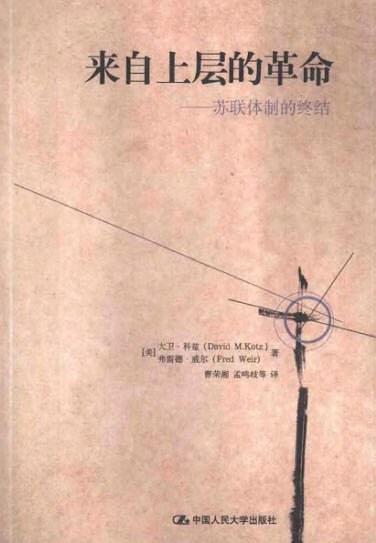 来自上层的革命
——苏联体制的终结
[美] 大卫·科兹 (David M.Kotz) 著
弗雷德·威尔 (Fred Weir)
曹荣湘 孟鸣歧等 译
中国人民大学出版社